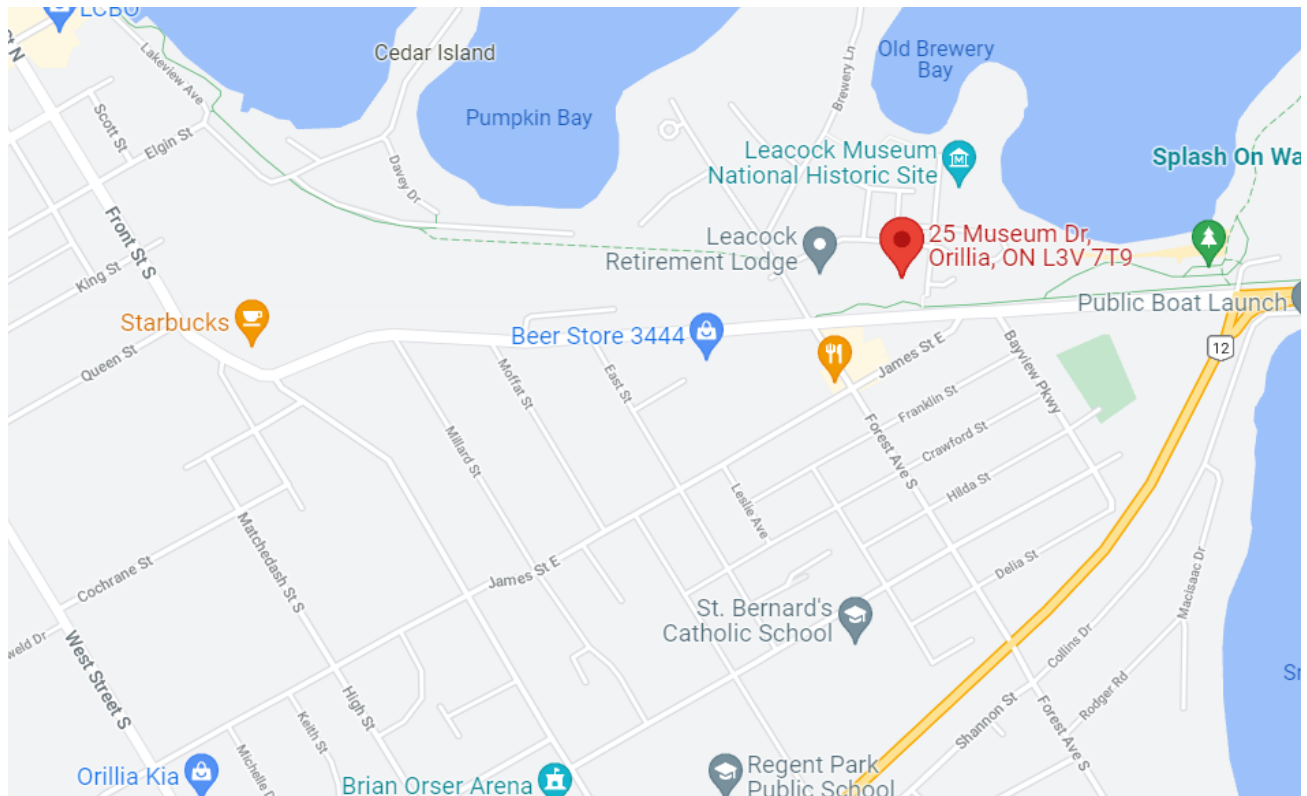 LCBO
Cedar Island
Old Brewery
Bay
Lakeview Ave
Brewery Ln
Pumpkin Bay
Scott St
Elgin St
Leacock Museum
National Historic Site
Splash On Wa
Davey Dr
Front St S
25 Museum Dr,
Orillia, ON L3V 7T9
Leacock
Retirement Lodge
King St
Public Boat Launch
Starbucks
Beer Store 3444
12
Queen St
James St E
Bayview Pkwy
Moffat St
East St
Franklin St
Forest Ave S
Crawford St
Millard St
Hilda St
Leslie Ave
Matchedash St S
Cochrane St
James St E
Delia St
Macisaac Dr
St. Bernard's
Catholic School
weld Dr
West Street S
Collins Dr
High St
Rodger Rd
Shannon St
Forest Ave S
Keith St
Michelle D
Orillia Kia
Brian Orser Arena
Regent Park
Public School